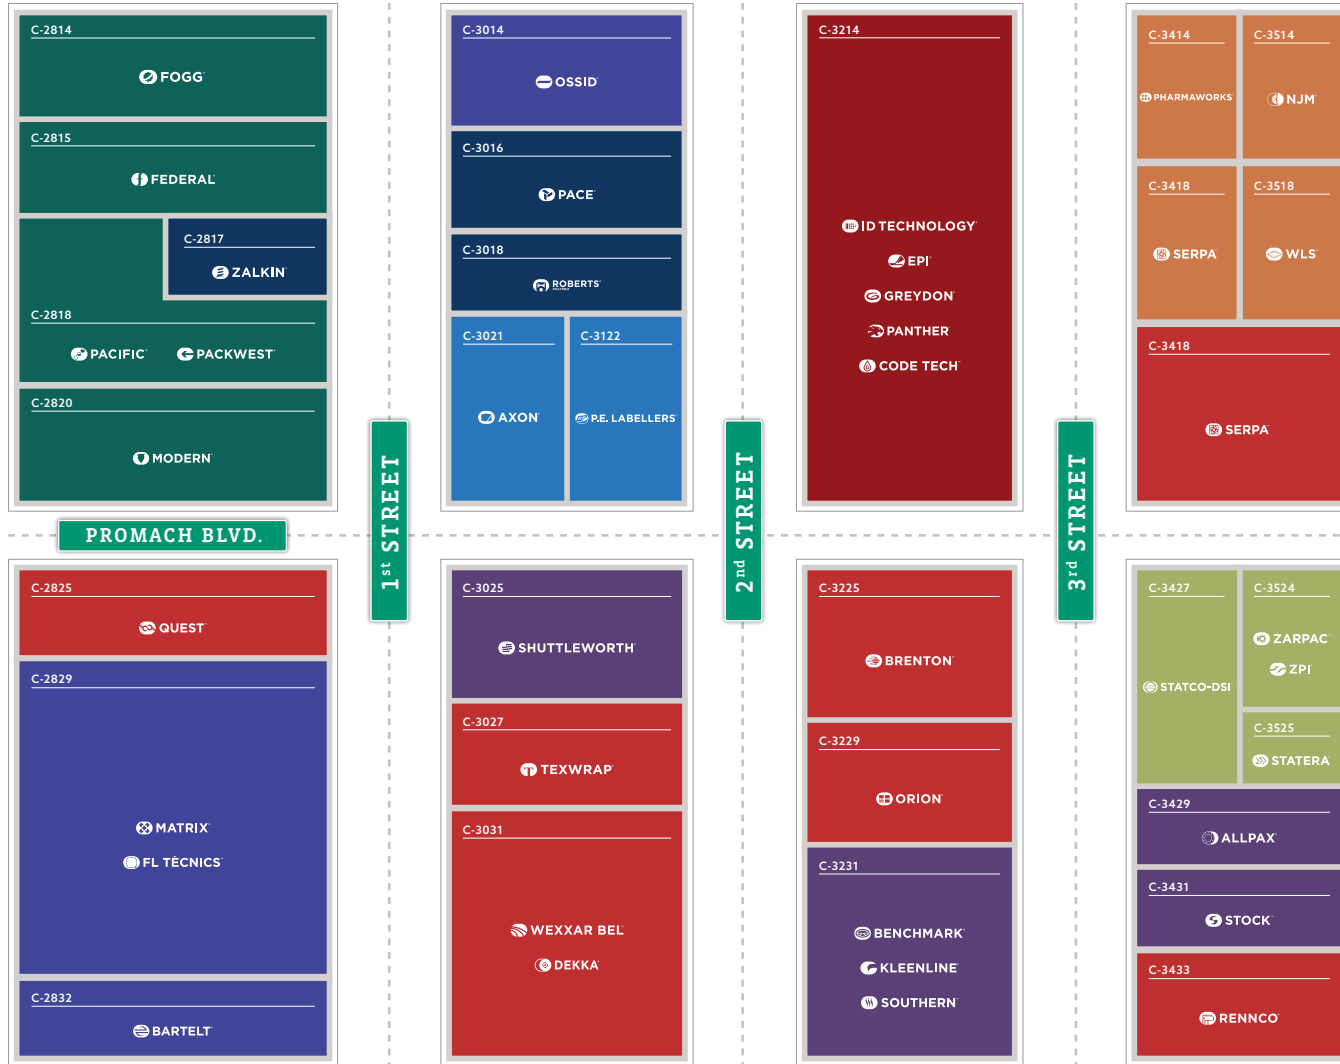 C-2814
FOGG
C-2815
FEDERAL
C-2817
ZALKIN
C-2818
PACIFIC
PACKWEST
C-2820
MODERN
C-3014
OSSID
C-3016
PACE
C-3018
ROBERTS
C-3021
AXON
C-3122
P.E. LABELLERS
C-3214
ID TECHNOLOGY
EPI
GREYDON
PANTHER
CODE TECH
C-3414
PHARMAWORKS
C-3514
NJM
C-3418
SERPA
C-3518
WLS
C-3418
SERPA
PROMACH BLVD.
1st STREET
2nd STREET
3rd STREET
C-2825
QUEST
C-2829
MATRIX
FL TÈCNICS
C-2832
BARTELT
C-3025
SHUTTLEWORTH
C-3027
TEXWRAP
C-3031
WEXXAR BEL
DEKKA
C-3225
BRENTON
C-3229
ORION
C-3231
BENCHMARK
KLEENLINE
SOUTHERN
C-3427
STATCO-DSI
C-3524
ZARPAC
ZPI
C-3525
STATERA
C-3429
ALLPAX
C-3431
STOCK
C-3433
RENNCO